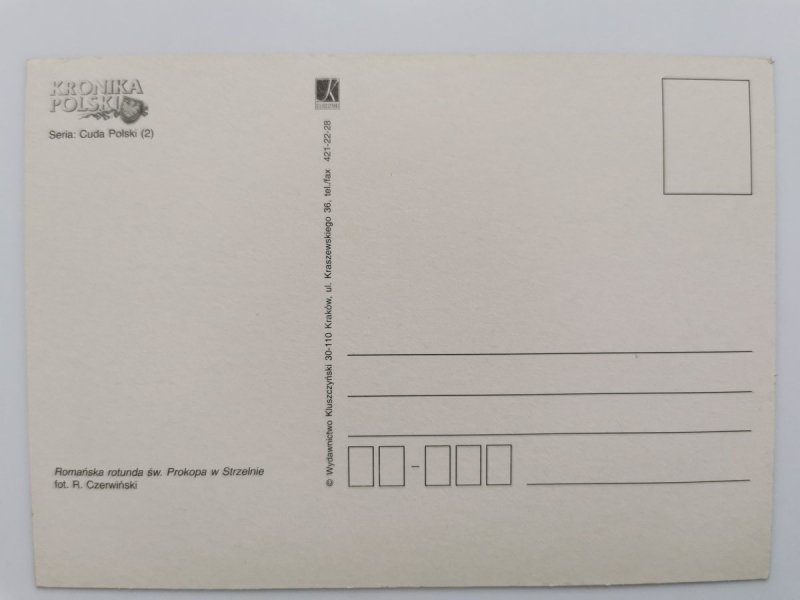 KRONIKA
POLSKI
Seria: Cuda Polski (2)
Romańska rotunda św. Prokopa w Strzelnie
fot. R. Czerwiński
K
© Wydawnictwo Kluszczyński 30-110 Kraków, ul. Kraszewskiego 36, tel./fax 421-22-28